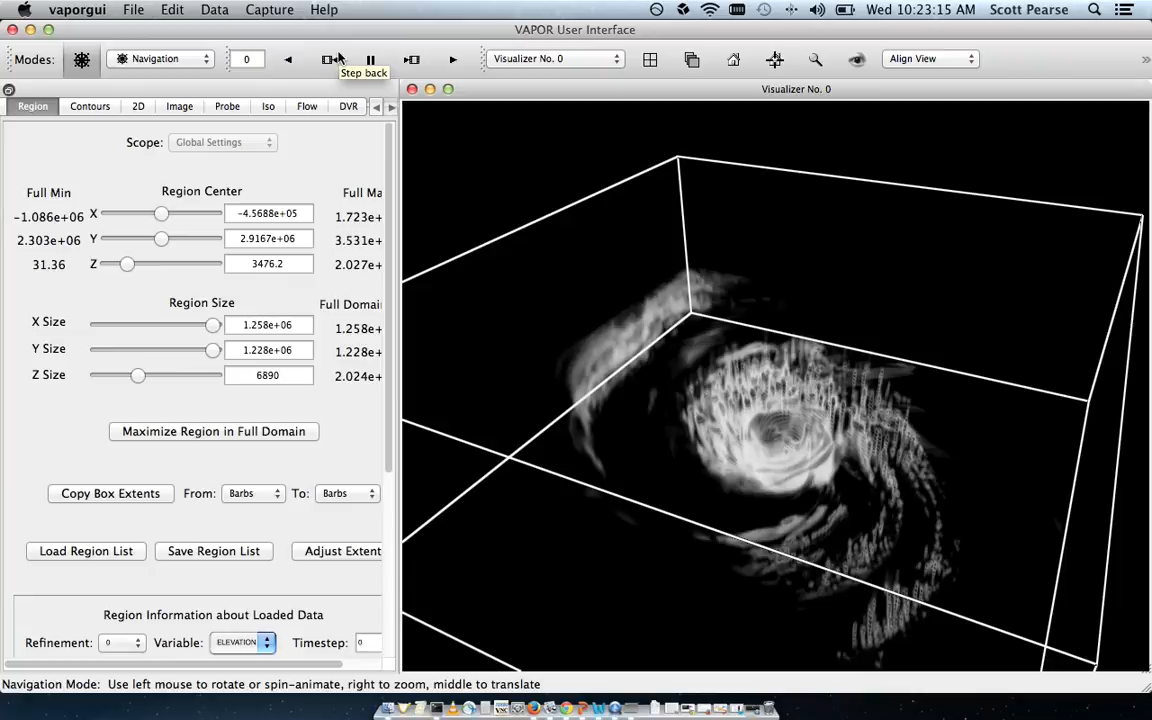 vaporgui File Edit Data Capture Help Wed 10:23:15 AM Scott Pearse
VAPOR User Interface
Modes: Navigation 0 Visualizer No. 0 Align View »
Step back
Visualizer No. 0
Region Contours 2D Image Probe Iso Flow DVR
Scope: Global Settings
Full Min Region Center Full Ma
-1.086e+06 X -4.5688e+05 1.723e+
2.303e+06 Y 2.9167e+06 3.531e+
31.36 Z 3476.2 2.027e+
Region Size Full Domai
X Size 1.258e+06 1.258e+
Y Size 1.228e+06 1.228e+
Z Size 6890 2.024e+
Maximize Region in Full Domain
Copy Box Extents From: Barbs To: Barbs
Load Region List Save Region List Adjust Extent
Region Information about Loaded Data
Refinement: 0 Variable: ELEVATION Timestep: 0
Navigation Mode: Use left mouse to rotate or spin-animate, right to zoom, middle to translate